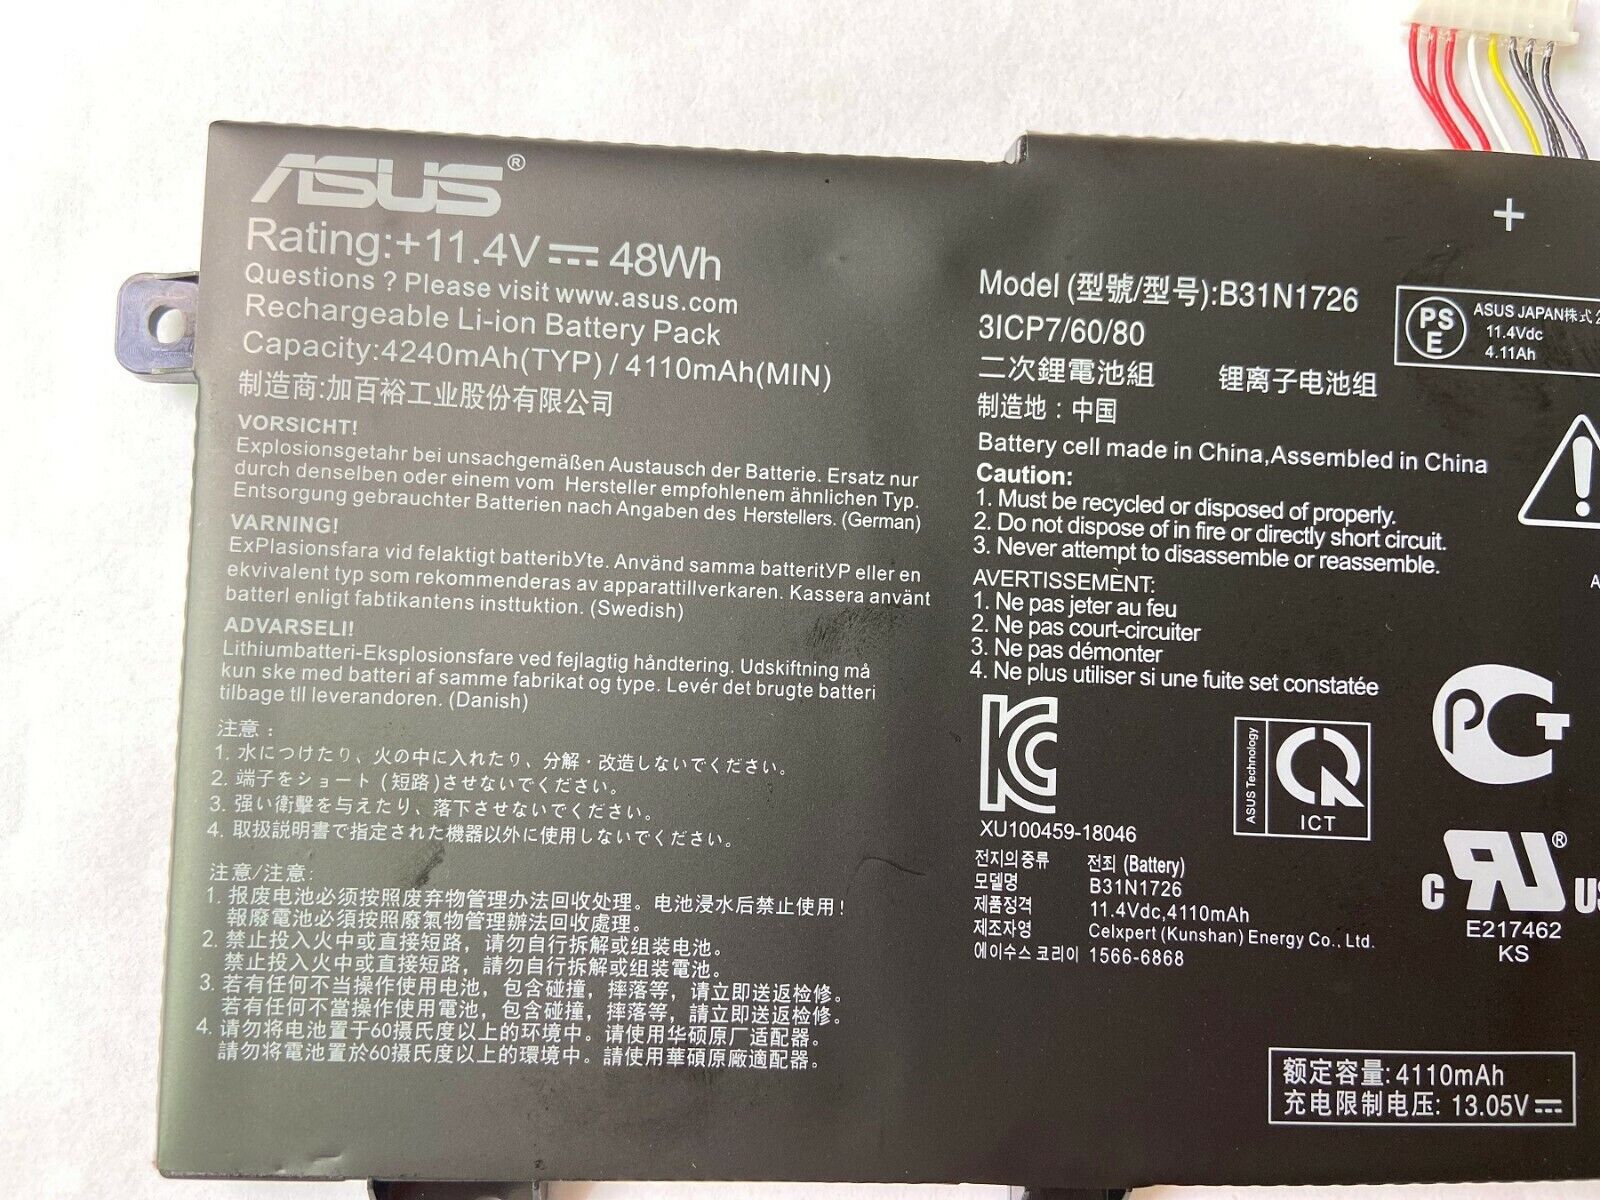 ASUS®
Rating:+11.4V 48Wh
Questions ? Please visit www.asus.com
Rechargeable Li-ion Battery Pack
Capacity:4240mAh(TYP) / 4110mAh(MIN)
制造商:加百裕工业股份有限公司
VORSICHT!
Explosionsgetahr bei unsachgemäßen Austausch der Batterie. Ersatz nur
durch denselben oder einem vom Hersteller empfohlenem ähnlichen Typ.
Entsorgung gebrauchter Batterien nach Angaben des Herstellers. (German)
VARNING!
ExPlasionsfara vid felaktigt batteribУte. Använd samma batteritУP eller en
ekvivalent typ som rekommenderas av apparattillverkaren. Kassera använt
batterl enligt fabtikantens insttuktion. (Swedish)
ADVARSELI!
Lithiumbatteri-Eksplosionsfare ved fejlagtig håndtering. Udskiftning må
kun ske med batteri af samme fabrikat og type. Levér det brugte batteri
tilbage tll leverandoren. (Danish)
注意：
1. 水につけたり、火の中に入れたり、分解・改造しないでください。
2. 端子をショート (短路)させないでください。
3. 强い衝擊を与えたり、落下させないでください。
4. 取扱説明書で指定された機器以外に使用しないでください。
注意/注意:
1. 报废电池必须按照废弃物管理办法回收处理。电池浸水后禁止使用！
報廢電池必須按照廢氣物管理辦法回收處理。
2. 禁止投入火中或直接短路，请勿自行拆解或组装电池。
禁止投入火中或直接短路，請勿自行拆解或組装電池。
3. 若有任何不当操作使用电池，包含碰撞，摔落等，请立即送返检修。
若有任何不當操作使用電池，包含碰撞，摔落等，請立即送返检修。
4. 请勿将电池置于60摄氏度以上的环境中。请使用华硕原厂适配器。
請勿將電池置於60摄氏度以上的環境中。請使用華碩原廠適配器。
+
Model (型號/型号):B31N1726
3ICP7/60/80
二次鋰電池組 锂离子电池组
制造地：中国
Battery cell made in China,Assembled in China
Caution:
1. Must be recycled or disposed of properly.
2. Do not dispose of in fire or directly short circuit.
3. Never attempt to disassemble or reassemble.
AVERTISSEMENT:
1. Ne pas jeter au feu
2. Ne pas court-circuiter
3. Ne pas démonter
4. Ne plus utiliser si une fuite set constatée
PS
E
ASUS JAPAN株式
11.4Vdc
4.11Ah
!
XU100459-18046
ASUS Technology
ICT
PCT
전지의종류 전죄 (Battery)
모델명 B31N1726
제품정격 11.4Vdc,4110mAh
제조자영 Celxpert (Kunshan) Energy Co., Ltd.
에이수스 코리이 1566-6868
C RU® US
E217462
KS
额定容量: 4110mAh
充电限制电压: 13.05V